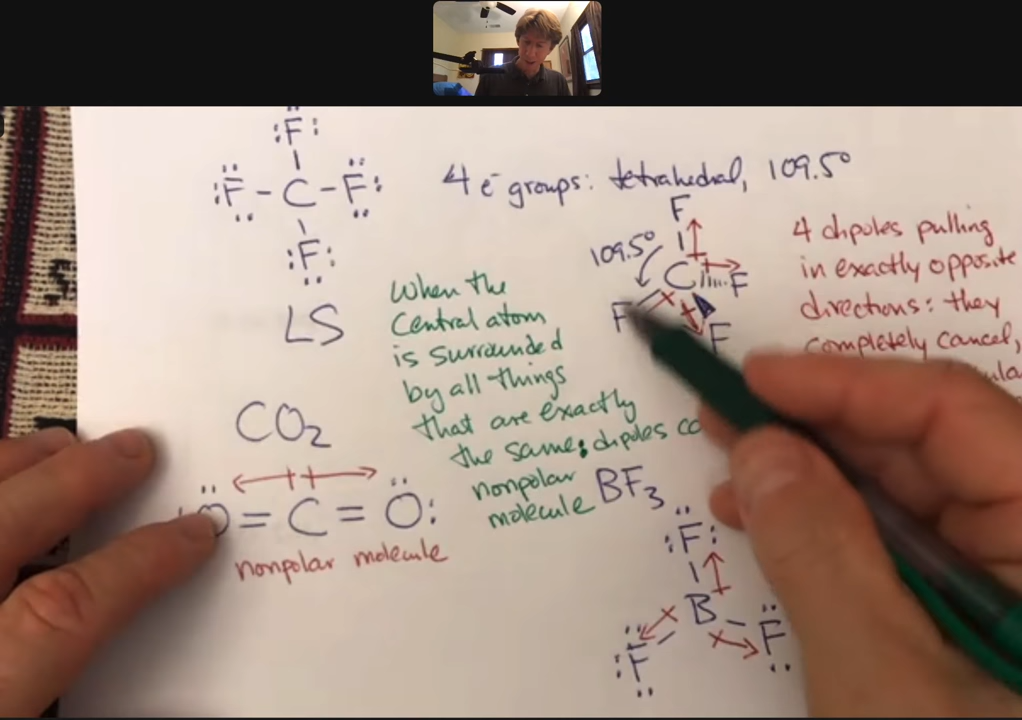 :F:
:F - C - F:
:F:
LS
4 e⁻ groups: tetrahedral, 109.5°
F
109.5°
C F
F
F
4 dipoles pulling
in exactly opposite
directions: they
completely cancel,
When the
Central atom
is surrounded
by all things
that are exactly
the same: dipoles
nonpolar
molecule
CO₂
O = C = O:
nonpolar molecule
BF₃
:F:
B
:F F